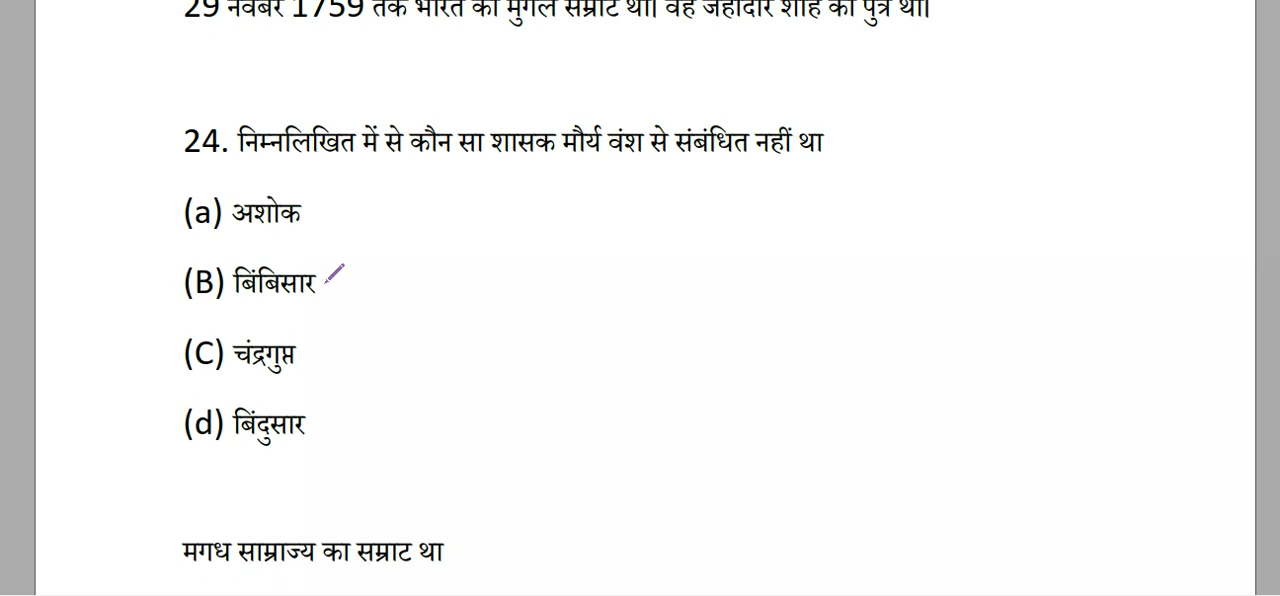 29 नवंबर 1759 तक भारत का मुगल सम्राट था। वह जहांदार शाह का पुत्र था।
24. निम्नलिखित में से कौन सा शासक मौर्य वंश से संबंधित नहीं था
(a) अशोक
(B) बिंबिसार
(C) चंद्रगुप्त
(d) बिंदुसार
मगध साम्राज्य का सम्राट था